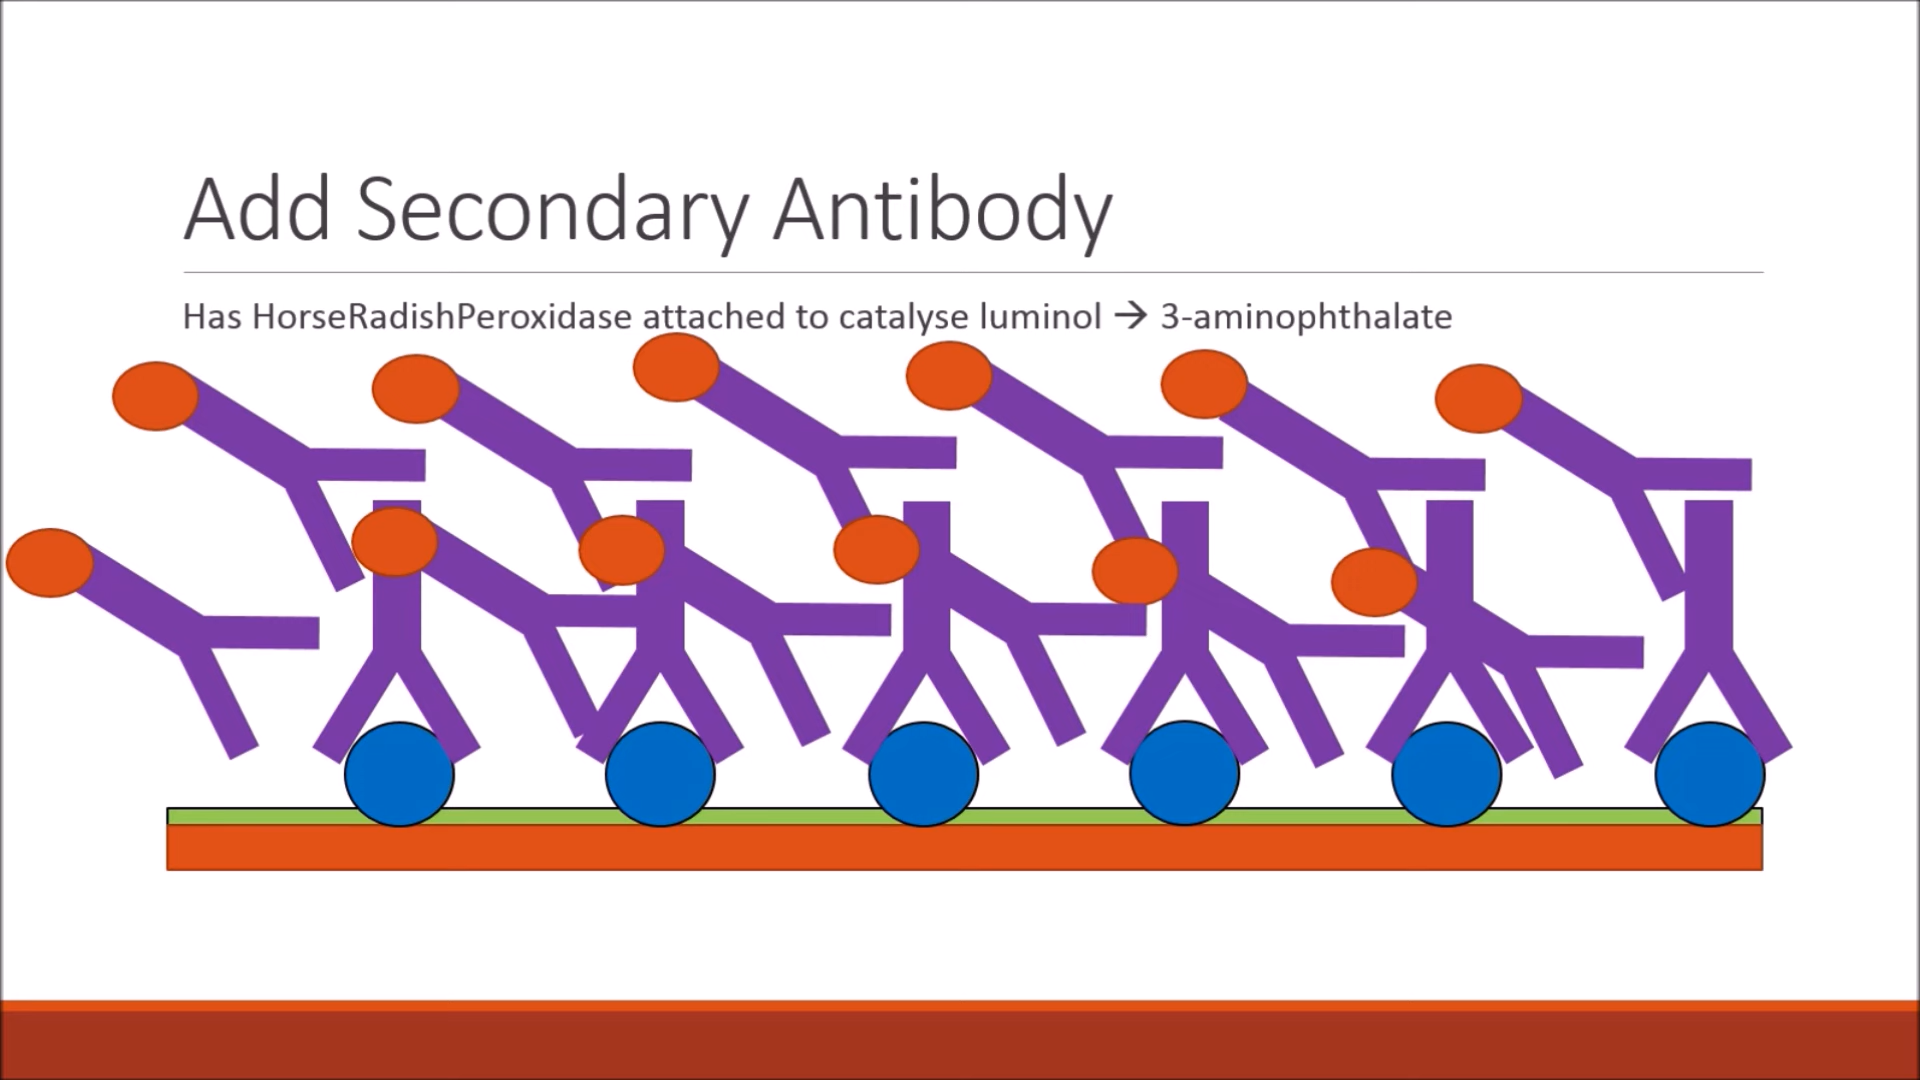 Add Secondary Antibody
Has HorseRadishPeroxidase attached to catalyse luminol → 3-aminophthalate